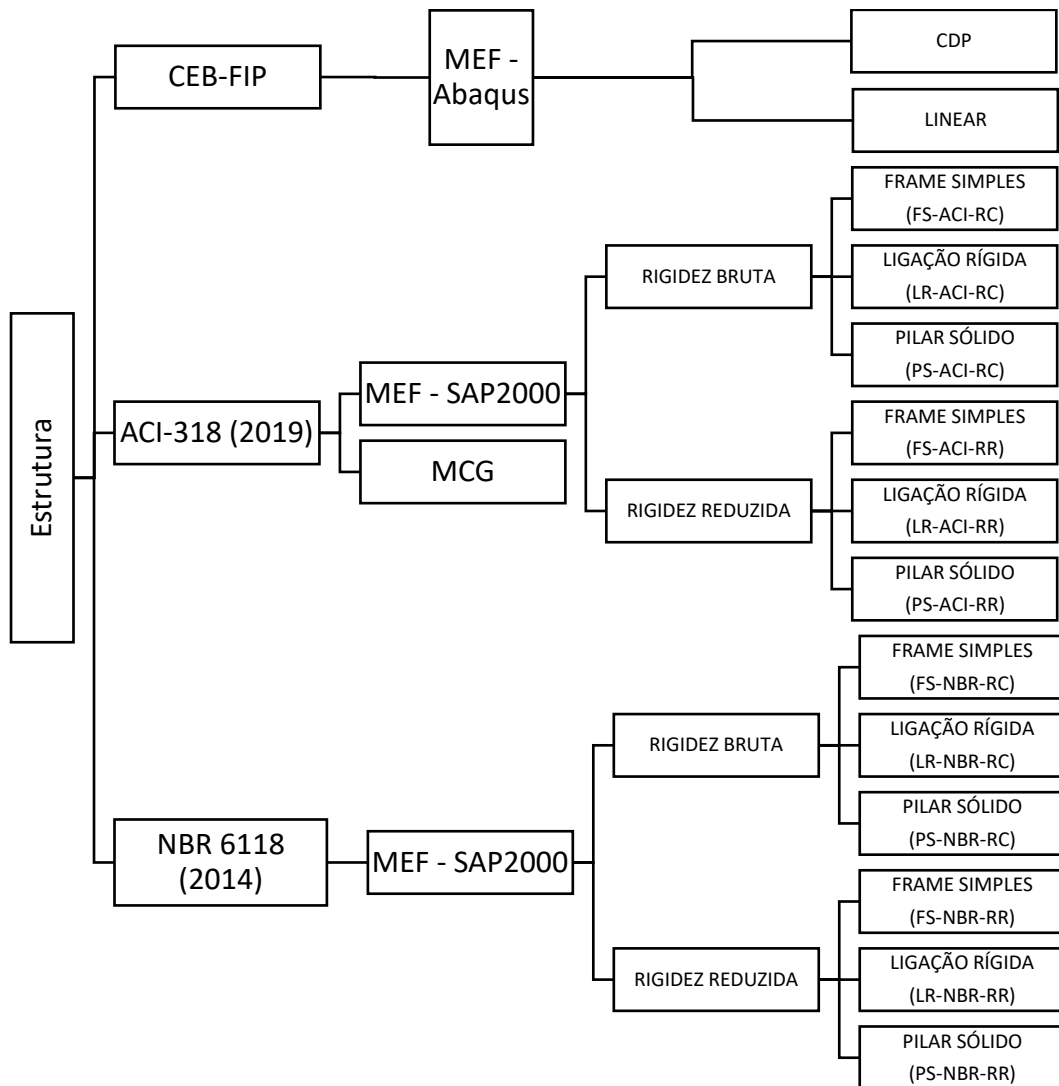 Estrutura
CEB-FIP
MEF -
Abaqus
CDP
LINEAR
ACI-318 (2019)
MEF - SAP2000
MCG
RIGIDEZ BRUTA
FRAME SIMPLES
(FS-ACI-RC)
LIGAÇÃO RÍGIDA
(LR-ACI-RC)
PILAR SÓLIDO
(PS-ACI-RC)
RIGIDEZ REDUZIDA
FRAME SIMPLES
(FS-ACI-RR)
LIGAÇÃO RÍGIDA
(LR-ACI-RR)
PILAR SÓLIDO
(PS-ACI-RR)
NBR 6118
(2014)
MEF - SAP2000
RIGIDEZ BRUTA
FRAME SIMPLES
(FS-NBR-RC)
LIGAÇÃO RÍGIDA
(LR-NBR-RC)
PILAR SÓLIDO
(PS-NBR-RC)
RIGIDEZ REDUZIDA
FRAME SIMPLES
(FS-NBR-RR)
LIGAÇÃO RÍGIDA
(LR-NBR-RR)
PILAR SÓLIDO
(PS-NBR-RR)